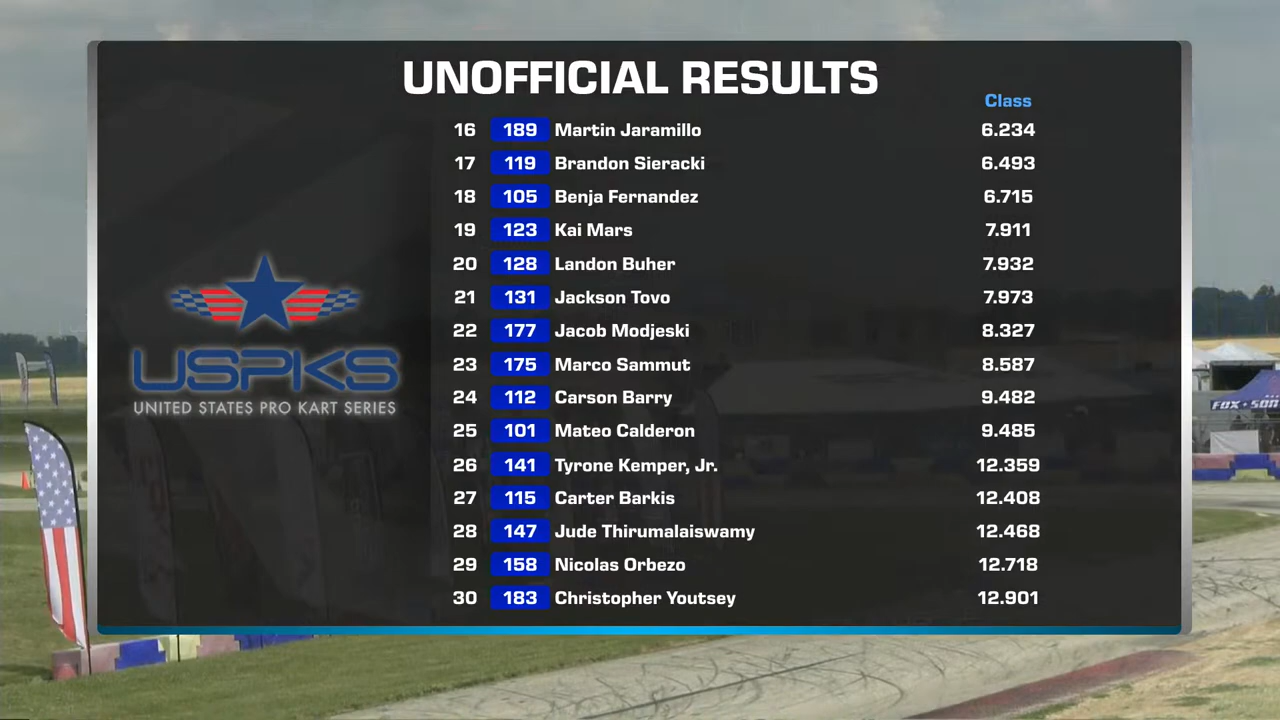 UNOFFICIAL RESULTS
Class
16 189 Martin Jaramillo 6.234
17 119 Brandon Sieracki 6.493
18 105 Benja Fernandez 6.715
19 123 Kai Mars 7.911
20 128 Landon Buher 7.932
21 131 Jackson Tovo 7.973
22 177 Jacob Modjeski 8.327
23 175 Marco Sammut 8.587
24 112 Carson Barry 9.482
25 101 Mateo Calderon 9.485
26 141 Tyrone Kemper, Jr. 12.359
27 115 Carter Barkis 12.408
28 147 Jude Thirumalaiswamy 12.468
29 158 Nicolas Orbezo 12.718
30 183 Christopher Youtsey 12.901
USPKS
UNITED STATES PRO KART SERIES
FOX + SON